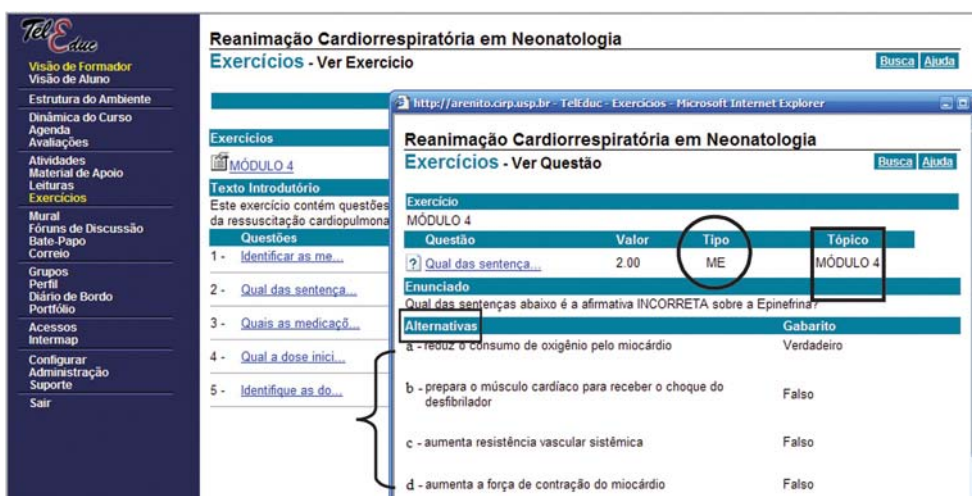 TelEduc
Visão de Formador
Visão de Aluno
Estrutura do Ambiente
Dinâmica do Curso
Agenda
Avaliações
Atividades
Material de Apoio
Leituras
Exercícios
Mural
Fóruns de Discussão
Bate-Papo
Correio
Grupos
Perfil
Diário de Bordo
Portfólio
Acessos
Intermap
Configurar
Administração
Suporte
Sair
Reanimação Cardiorrespiratória em Neonatologia
Exercícios - Ver Exercicio
Busca Ajuda
Exercicios
MÓDULO 4
Texto Introdutório
Este exercício contém questões
da ressuscitação cardiopulmona
Questões
1 - Identificar as me...
2 - Qual das sentença...
3 - Quais as medicaçõ...
4 - Qual a dose inici...
5 - Identifique as do...
http://arenito.cirp.usp.br - TelEduc - Exercicios - Microsoft Internet Explorer
Reanimação Cardiorrespiratória em Neonatologia
Exercícios - Ver Questão
Busca Ajuda
Exercício
MÓDULO 4
Questão Valor Tipo Tópico
? Qual das sentença... 2.00 ME MÓDULO 4
Enunciado
Qual das sentenças abaixo é a afirmativa INCORRETA sobre a Epinefrina?
Alternativas Gabarito
a - reduz o consumo de oxigênio pelo miocárdio Verdadeiro
b - prepara o músculo cardíaco para receber o choque do
desfibrilador Falso
c - aumenta resistência vascular sistêmica Falso
d - aumenta a força de contração do miocárdio Falso